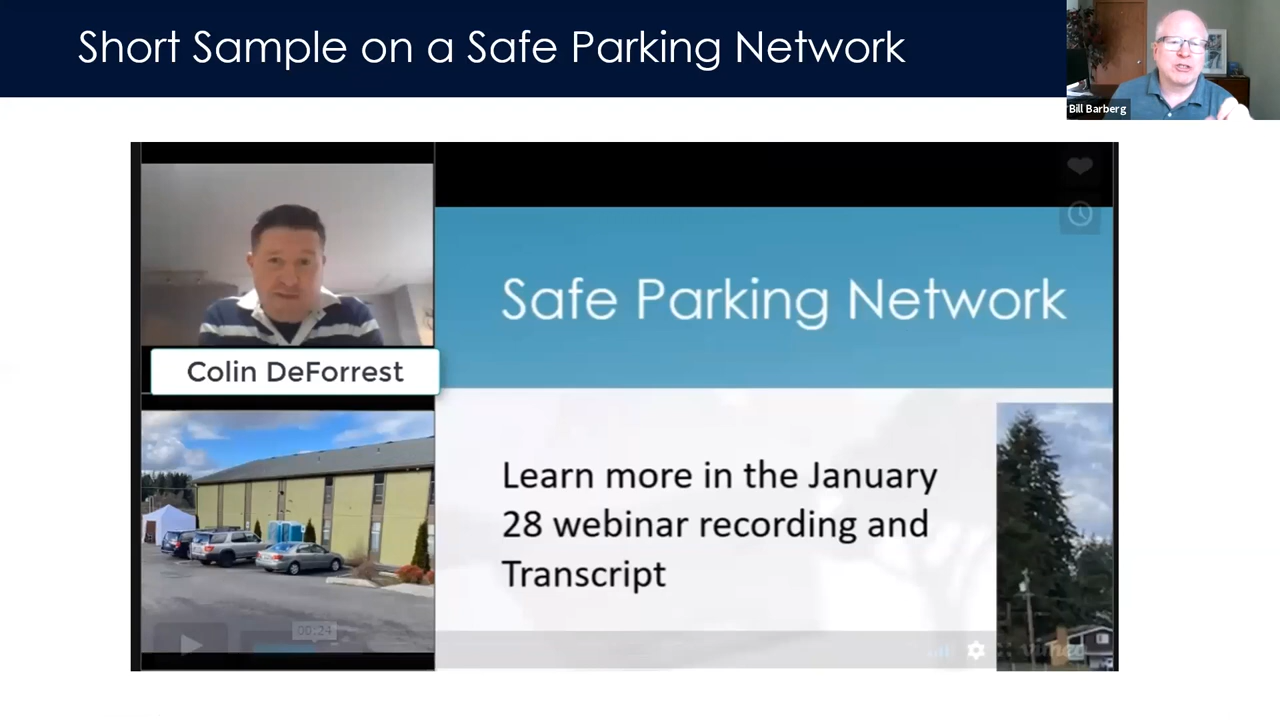 Short Sample on a Safe Parking Network
Bill Barberg
Safe Parking Network
Colin DeForrest
Learn more in the January
28 webinar recording and
Transcript
00:24
vimeo